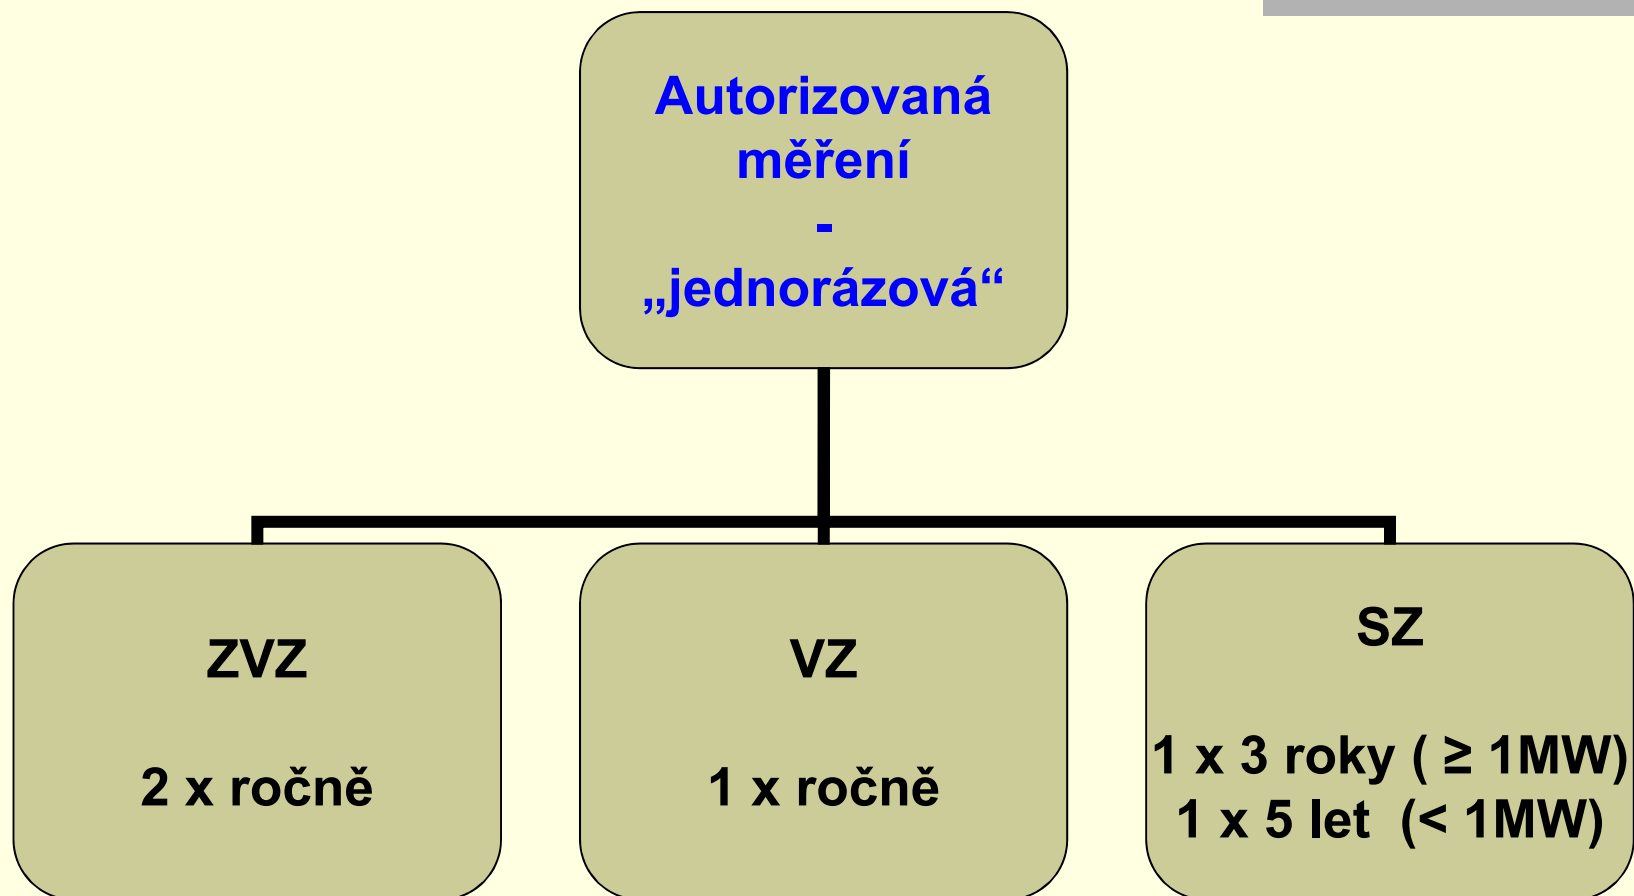 Autorizovaná
měření
-
„jednorázová“
ZVZ
2 x ročně
VZ
1 x ročně
SZ
1 x 3 roky ( ≥ 1MW)
1 x 5 let (< 1MW)